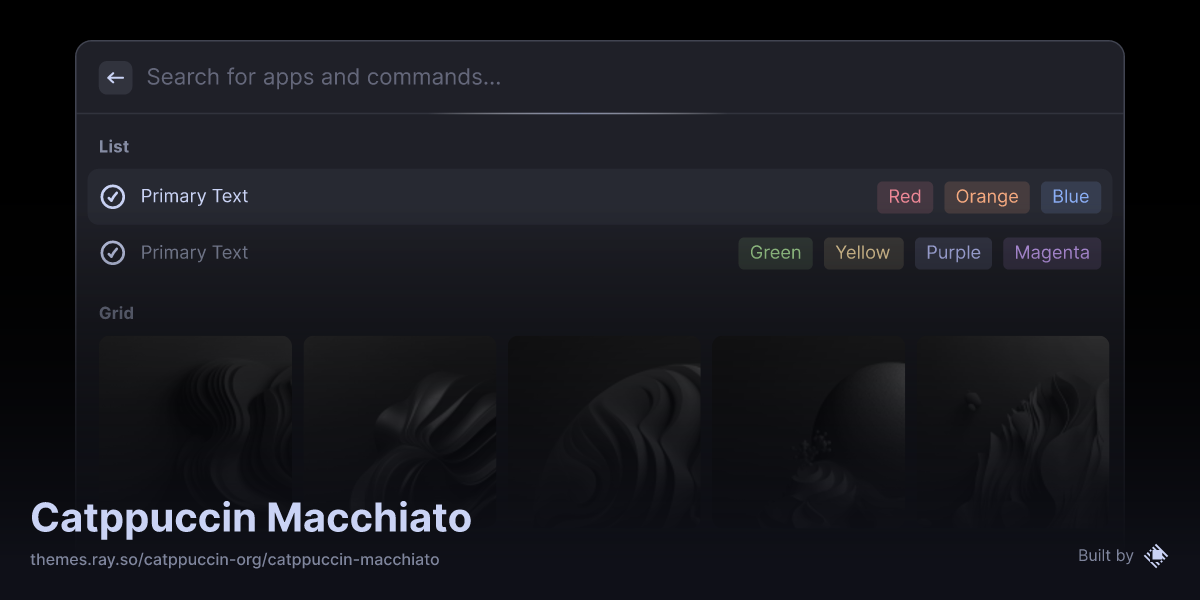 Search for apps and commands...
List
Primary Text Red Orange Blue
Primary Text Green Yellow Purple Magenta
Grid
Catppuccin Macchiato
themes.ray.so/catppuccin-org/catppuccin-macchiato
Built by